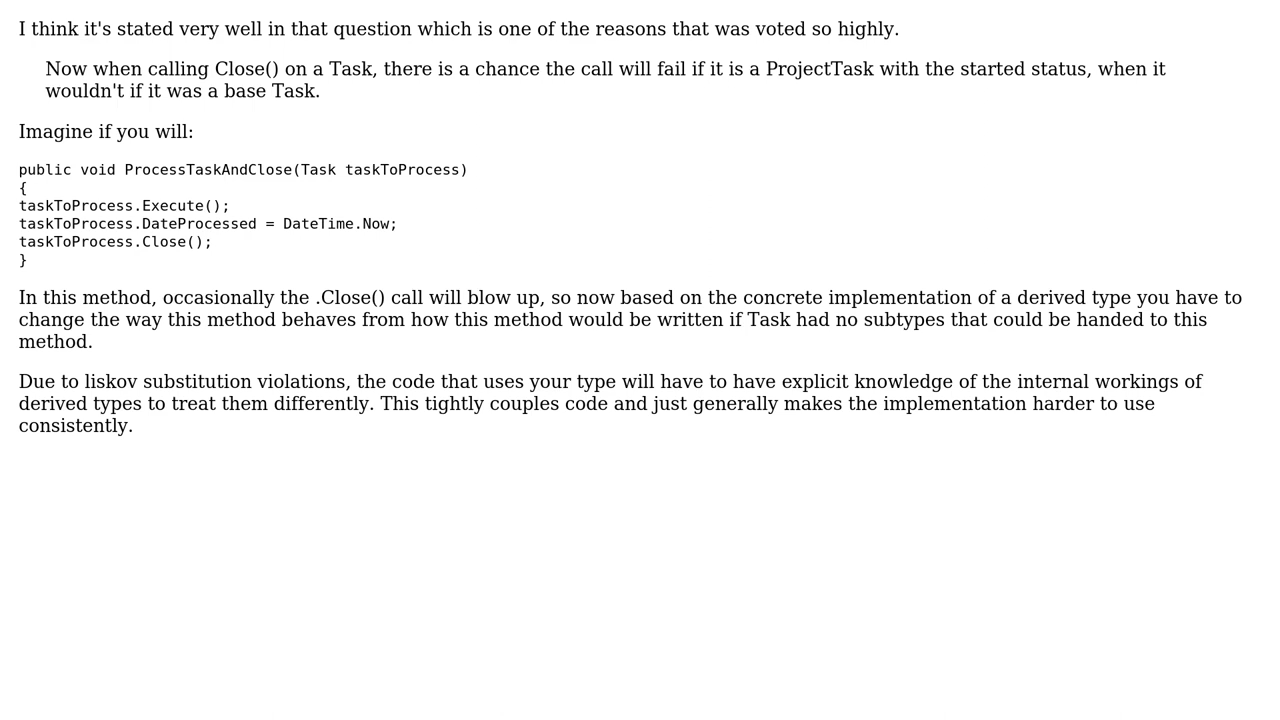 I think it's stated very well in that question which is one of the reasons that was voted so highly.
Now when calling Close() on a Task, there is a chance the call will fail if it is a ProjectTask with the started status, when it
wouldn't if it was a base Task.
Imagine if you will:
public void ProcessTaskAndClose(Task taskToProcess)
{
taskToProcess.Execute();
taskToProcess.DateProcessed = DateTime.Now;
taskToProcess.Close();
}
In this method, occasionally the .Close() call will blow up, so now based on the concrete implementation of a derived type you have to
change the way this method behaves from how this method would be written if Task had no subtypes that could be handed to this
method.
Due to liskov substitution violations, the code that uses your type will have to have explicit knowledge of the internal workings of
derived types to treat them differently. This tightly couples code and just generally makes the implementation harder to use
consistently.